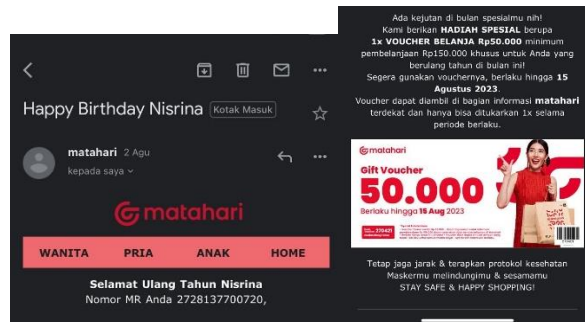 Happy Birthday Nisrina Kotak Masuk
matahari 2 Agu
kepada saya
matahari
WANITA PRIA ANAK HOME
Selamat Ulang Tahun Nisrina
Nomor MR Anda 2728137700720,
Ada kejutan di bulan spesialmu nih!
Kami berikan HADIAH SPESIAL berupa
1x VOUCHER BELANJA Rp50.000 minimum
pembelanjaan Rp150.000 khusus untuk Anda yang
berulang tahun di bulan ini!
Segera gunakan vouchernya, berlaku hingga 15
Agustus 2023.
Voucher dapat diambil di bagian informasi matahari
terdekat dan hanya bisa ditukarkan 1x selama
periode berlaku.
matahari
Gift Voucher
50.000
Berlaku hingga 15 Aug 2023
Tetap jaga jarak & terapkan protokol kesehatan
Maskermu melindungimu & sesamamu
STAY SAFE & HAPPY SHOPPING!